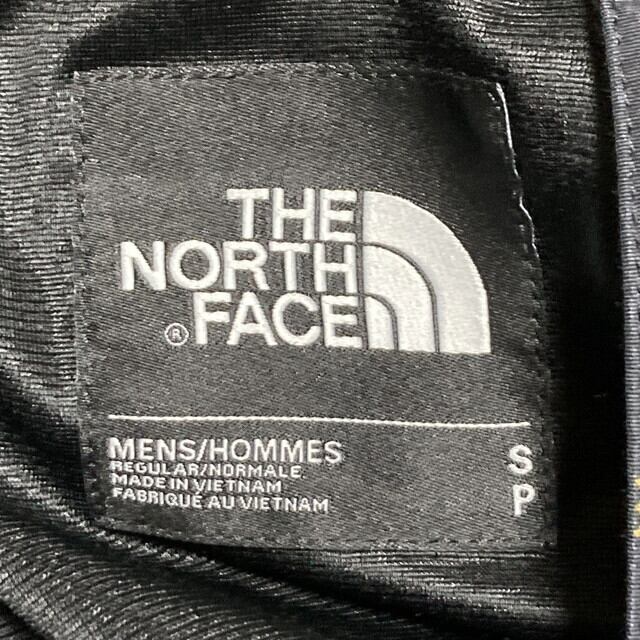 THE
NORTH
® FACE
MENS/HOMMES S
REGULAR/NORMALE
MADE IN VIETNAM P
FABRIQUÉ AU VIETNAM